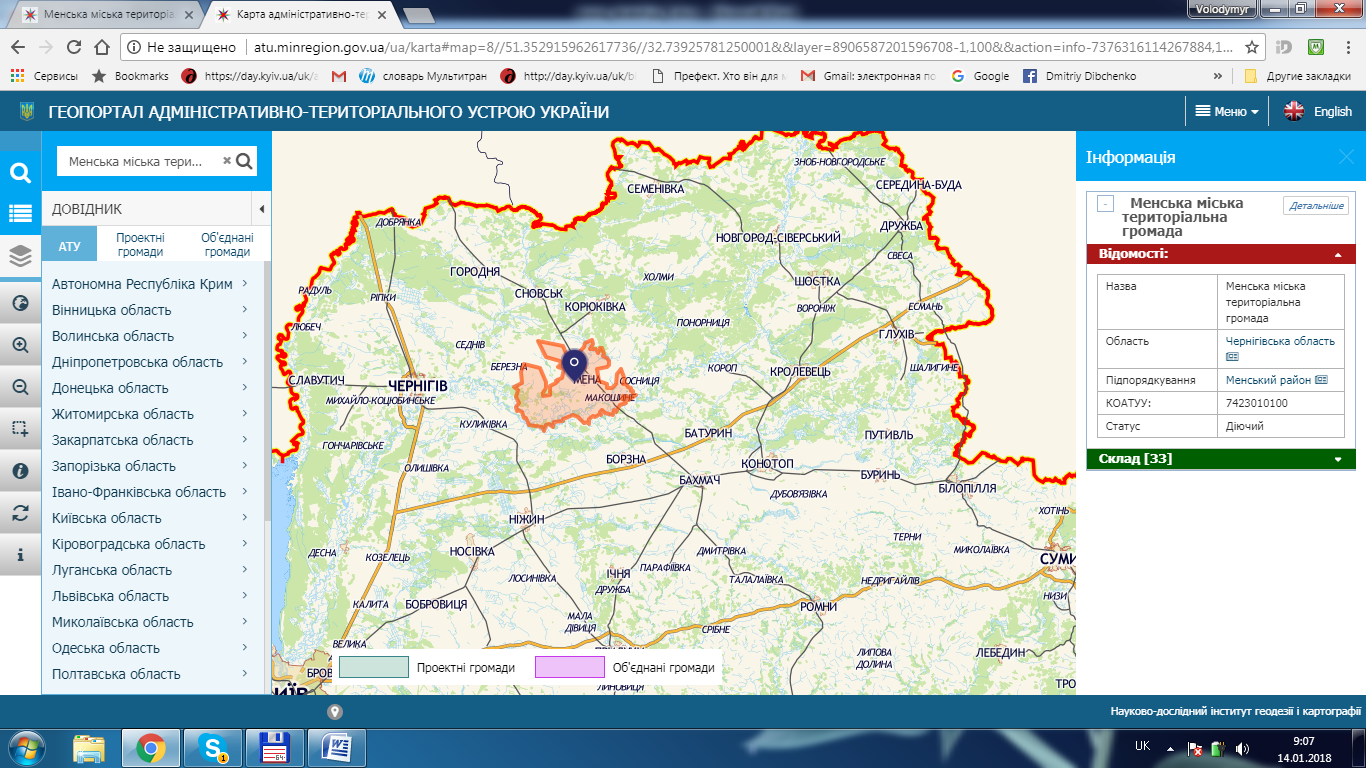 Менська міська територіа
Карта адміністративно-те
Volodymyr
Не защищено
atu.minregion.gov.ua/ua/karta#map=8//51.352915962617736//32.73925781250001&&layer=8906587201596708-1,100&&action=info-7376316114267884,1...
Сервисы
Bookmarks
https://day.kyiv.ua/uk/a
словарь Мультитран
http://day.kyiv.ua/uk/b
Префект. Хто він для м
Gmail: электронная по
Google
Dmitriy Dibchenko
»
Другие закладки
ГЕОПОРТАЛ АДМІНІСТРАТИВНО-ТЕРИТОРІАЛЬНОГО УСТРОЮ УКРАЇНИ
Меню
English
Менська міська тери...
ДОВІДНИК
АТУ
Проектні громади
Об'єднані громади
Автономна Республіка Крим
Вінницька область
Волинська область
Дніпропетровська область
Донецька область
Житомирська область
Закарпатська область
Запорізька область
Івано-Франківська область
Київська область
Кіровоградська область
Луганська область
Львівська область
Миколаївська область
Одеська область
Полтавська область
ЗНОБ-НОВГОРОДСЬКЕ
СЕМЕНІВКА
СЕРЕДИНА-БУДА
ДОБРЯНКА
НОВГОРОД-СІВЕРСЬКИЙ
ДРУЖБА
СВЕСА
ГОРОДНЯ
ХОЛМИ
ШОСТКА
РАДУЛЬ
РІПКИ
СНОВСЬК
КОРЮКІВКА
ВОРОНІЖ
ЕСМАНЬ
ЛЮБЕЧ
ПОНОРНИЦЯ
ГЛУХІВ
СЕДНІВ
БЕРЕЗНА
МЕНА
СОСНИЦЯ
КОРОП
КРОЛЕВЕЦЬ
ШАЛИГИНЕ
СЛАВУТИЧ
ЧЕРНІГІВ
МАКОШИНЕ
МИХАЙЛО-КОЦЮБИНСЬКЕ
КУЛИКІВКА
БАТУРИН
ПУТИВЛЬ
ГОНЧАРІВСЬКЕ
ОЛИШІВКА
БОРЗНА
КОНОТОП
БУРИНЬ
БАХМАЧ
ДУБОВ'ЯЗІВКА
БІЛОПІЛЛЯ
ХОТІНЬ
НІЖИН
ТЕРНИ
ДЕСНА
КОЗЕЛЕЦЬ
НОСІВКА
ДМИТРІВКА
МИКОЛАЇВКА
СУМИ
ЛОСИНІВКА
ІЧНЯ
ПАРАФІЇВКА
ТАЛАЛАЇВКА
НЕДРИГАЙЛІВ
ДРУЖБА
НИЗИ
КАЛИТА
БОБРОВИЦЯ
РОМНИ
МАЛА ДІВИЦЯ
СРІБНЕ
ВЕЛИКА
ЛИПОВА ДОЛИНА
ЛЕБЕДИН
БРОВ
ЛИНОВИЦЯ
ТРО
Проектні громади
Об'єднані громади
Інформація
Менська міська
територіальна
громада
Детальніше
Відомості:
Назва
Менська міська
територіальна
громада
Область
Чернігівська область
Підпорядкування
Менський район
КОАТУУ:
7423010100
Статус
Діючий
Склад [33]
Науково-дослідний інститут геодезії і картографії
UK
9:07
14.01.2018